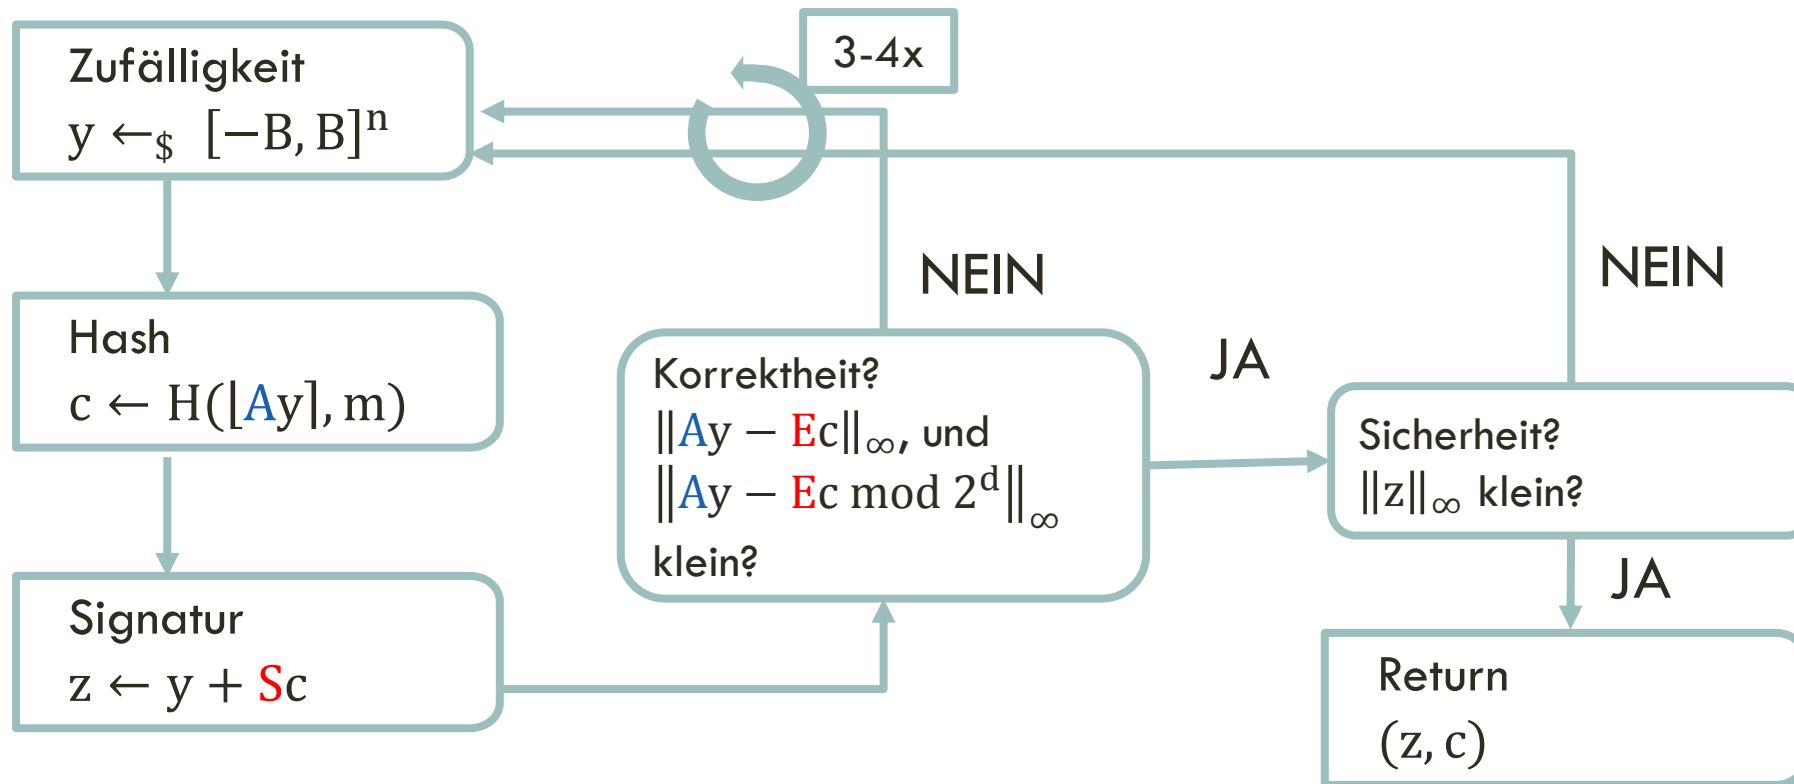 Zufälligkeit
y ←$ [−B, B]ⁿ
3-4x
NEIN
NEIN
Hash
c ← H(⌊Ay⌉, m)
Korrektheit?
‖Ay − Ec‖∞, und
‖Ay − Ec mod 2ᵈ‖∞
klein?
JA
Sicherheit?
‖z‖∞ klein?
JA
Signatur
z ← y + Sc
Return
(z, c)